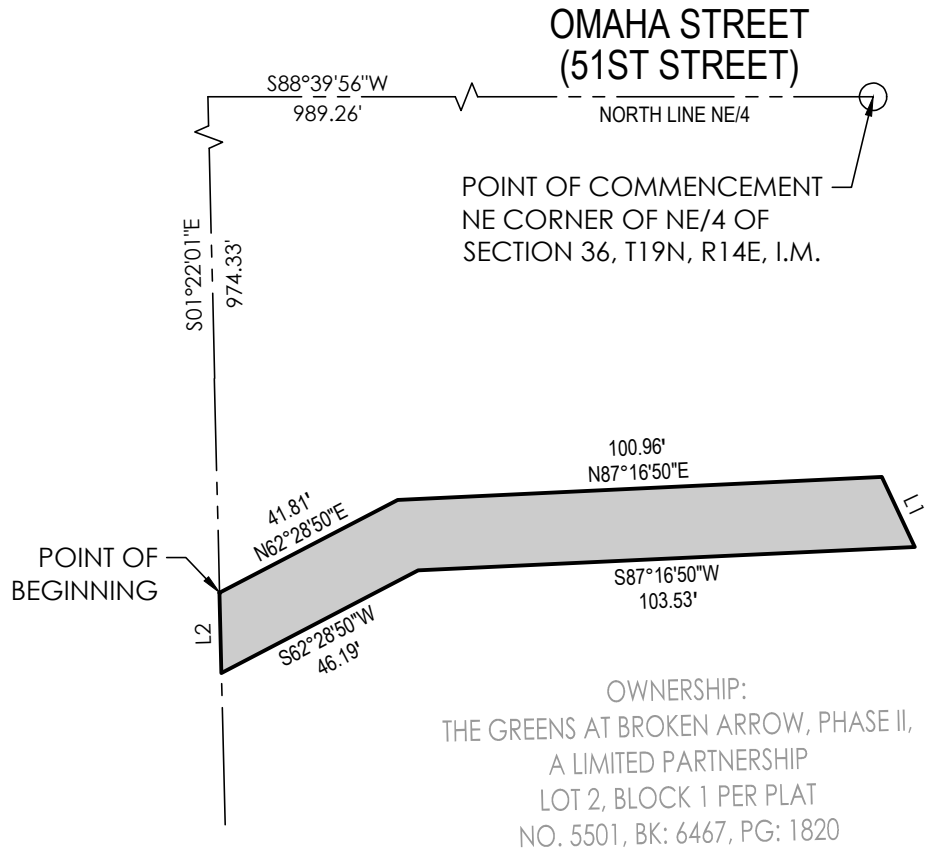 OMAHA STREET
(51ST STREET)
S88°39'56"W
989.26'
NORTH LINE NE/4
POINT OF COMMENCEMENT
NE CORNER OF NE/4 OF
SECTION 36, T19N, R14E, I.M.
S01°22'01"E
974.33'
100.96'
N87°16'50"E
41.81'
N62°28'50"E
L1
POINT OF
BEGINNING
S87°16'50"W
103.53'
L2
S62°28'50"W
46.19'
OWNERSHIP:
THE GREENS AT BROKEN ARROW, PHASE II,
A LIMITED PARTNERSHIP
LOT 2, BLOCK 1 PER PLAT
NO. 5501, BK: 6467, PG: 1820